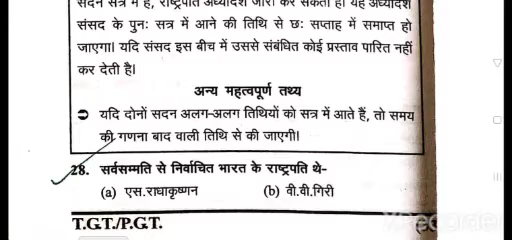 सदन सत्र में है, राष्ट्रपति अध्यादेश जारी कर सकता है। यह अध्यादेश
संसद के पुनः सत्र में आने की तिथि से छः सप्ताह में समाप्त हो
जाएगा। यदि संसद इस बीच में उससे संबंधित कोई प्रस्ताव पारित नहीं
कर देती है।
अन्य महत्वपूर्ण तथ्य
➲ यदि दोनों सदन अलग-अलग तिथियों को सत्र में आते हैं, तो समय
की गणना बाद वाली तिथि से की जाएगी।
28. सर्वसम्मति से निर्वाचित भारत के राष्ट्रपति थे-
(a) एस.राधाकृष्णन (b) वी.वी.गिरी
T.G.T./P.G.T.